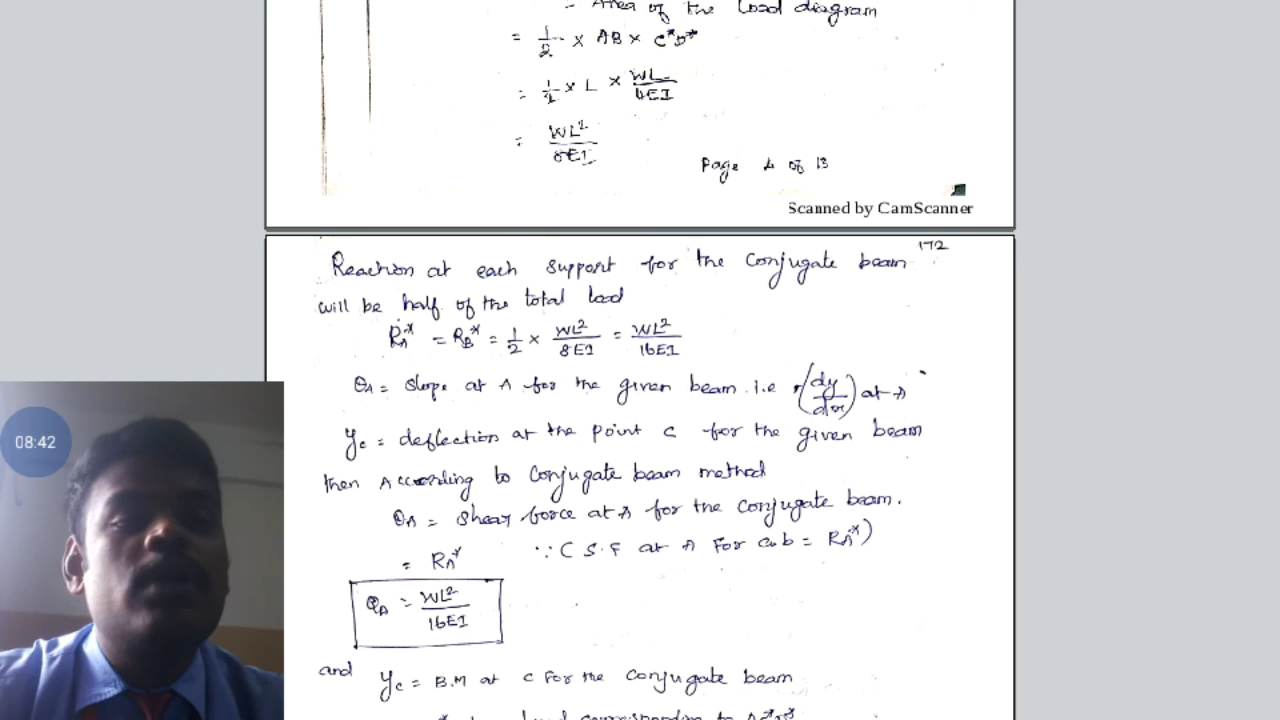 = Area of the load diagram
= 1/2 × AB × C*D*
= 1/2 × L × WL/4EI
= WL²/8EI
Page 4 of 13
Scanned by CamScanner
172
Reaction at each support for the conjugate beam
will be half of the total load
RA* = RB* = 1/2 × WL²/8EI = WL²/16EI
θA = slope at A for the given beam i.e (dy/dx) at A
yc = deflection at the point C for the given beam
then According to Conjugate beam method
θA = Shear force at A for the conjugate beam.
= RA* ∵ ( S.F at A For c.b = RA*)
θA = WL²/16EI
and
yc = B.M at C For the conjugate beam
load corresponding to
08:42